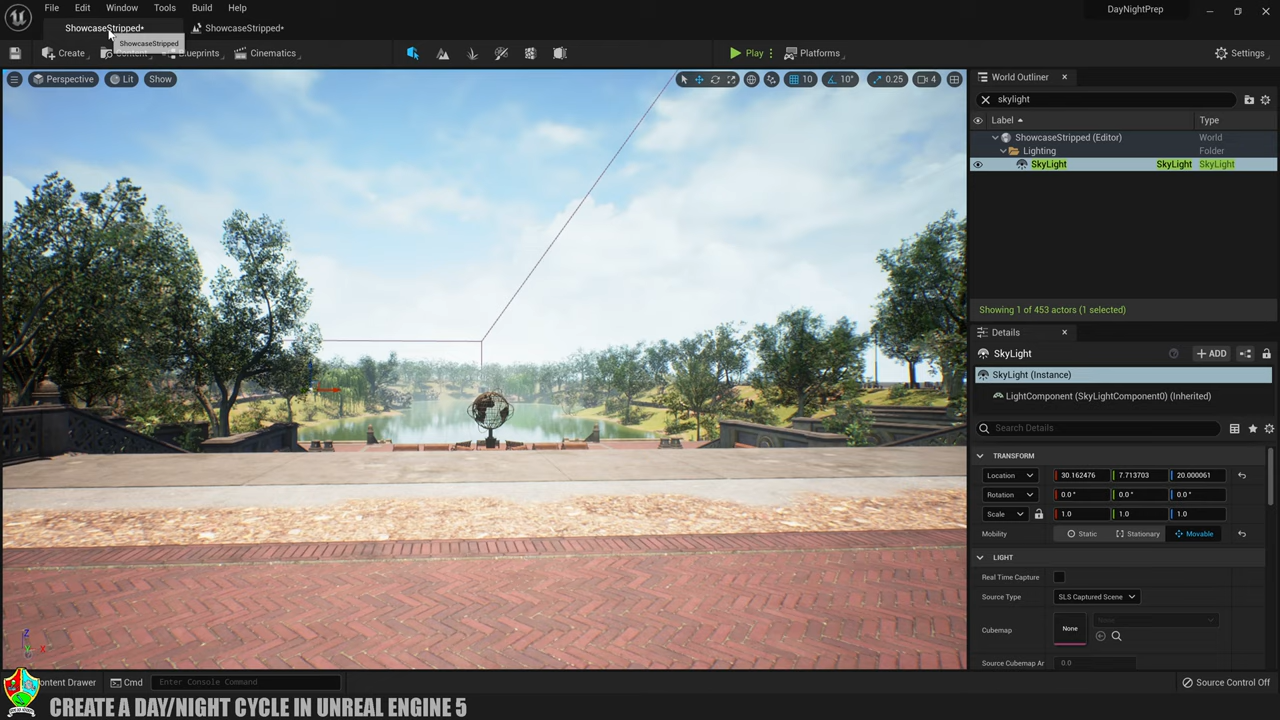 File Edit Window Tools Build Help
DayNightPrep
ShowcaseStripped•
ShowcaseStripped•
ShowcaseStripped
Create
Content
Blueprints
Cinematics
Play
Platforms
Settings
Perspective
Lit
Show
10
10°
0.25
4
World Outliner
skylight
Label
Type
ShowcaseStripped (Editor)
World
Lighting
Folder
SkyLight
SkyLight
SkyLight
Showing 1 of 453 actors (1 selected)
Details
SkyLight
ADD
SkyLight (Instance)
LightComponent (SkyLightComponent0) (Inherited)
Search Details
TRANSFORM
Location
30.162476
7.713703
20.000061
Rotation
0.0°
0.0°
0.0°
Scale
1.0
1.0
1.0
Mobility
Static
Stationary
Movable
LIGHT
Real Time Capture
Source Type
SLS Captured Scene
Cubemap
None
None
Source Cubemap An
0.0
Z
Y
X
ontent Drawer
Cmd
Enter Console Command
Source Control Off
CREATE A DAY/NIGHT CYCLE IN UNREAL ENGINE 5